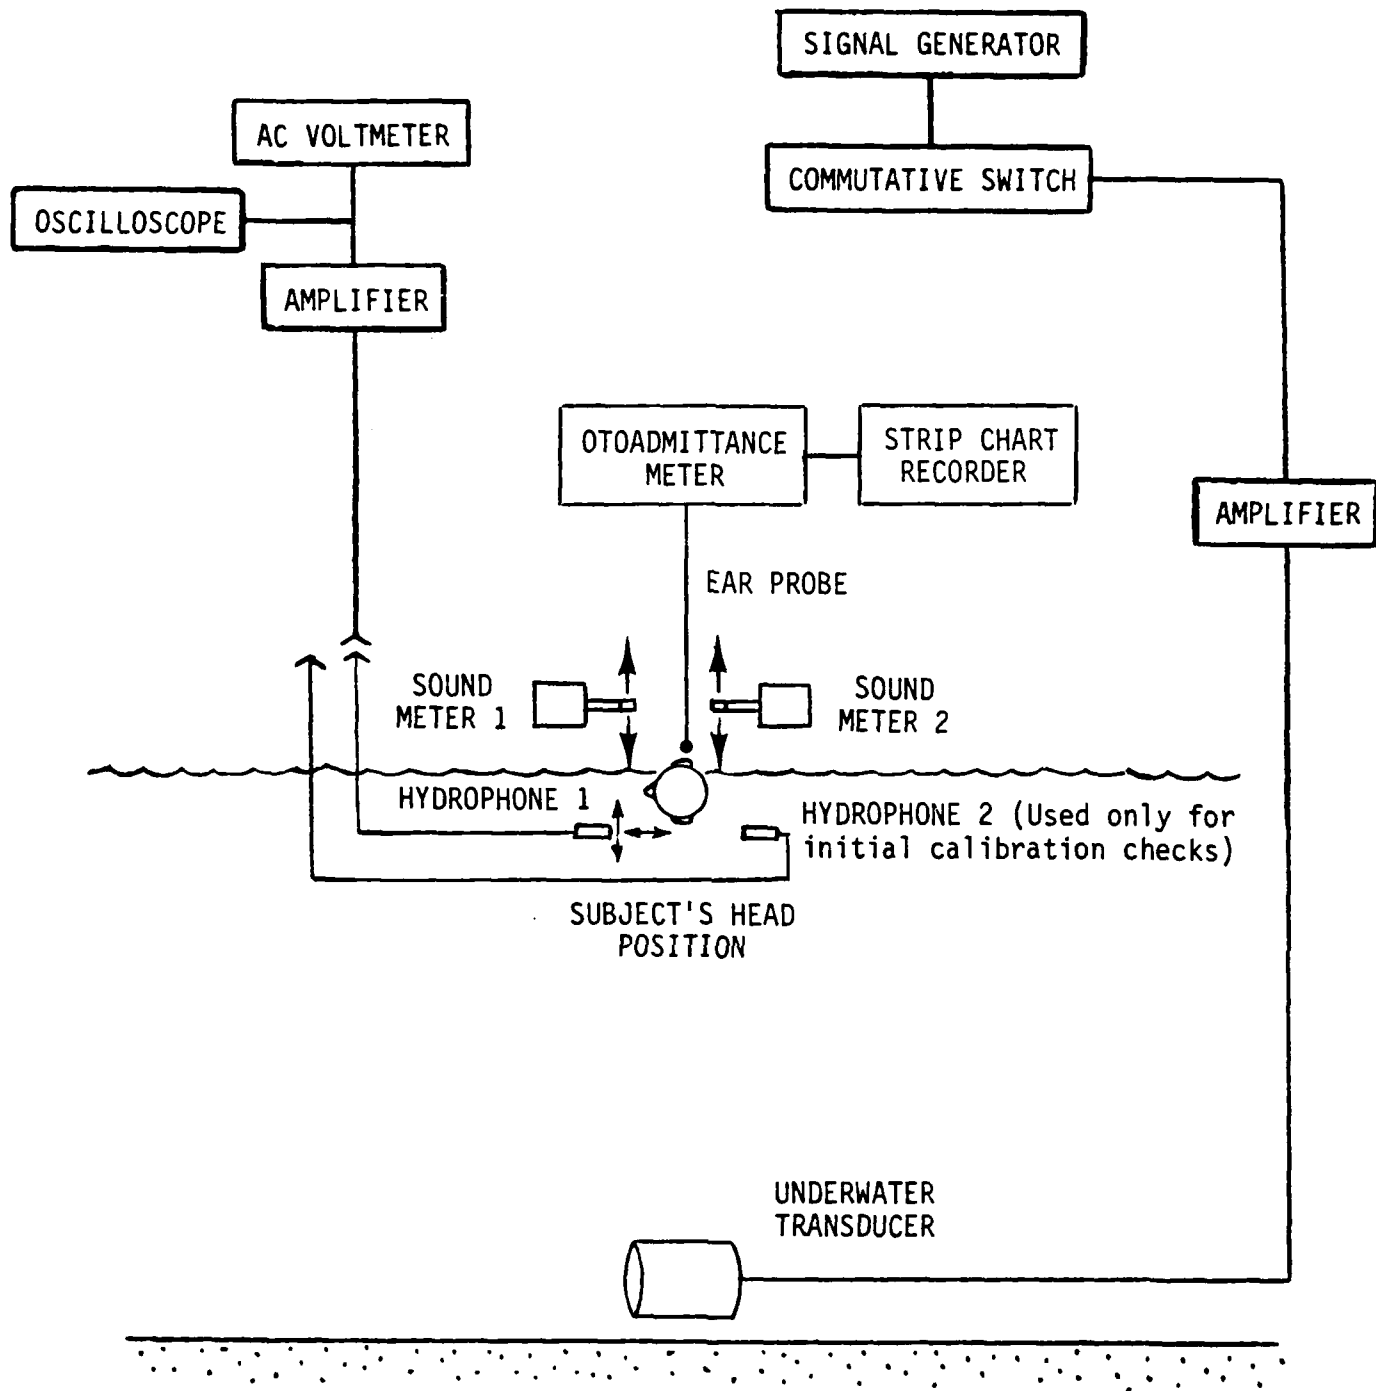 SIGNAL GENERATOR
AC VOLTMETER
COMMUTATIVE SWITCH
OSCILLOSCOPE
AMPLIFIER
OTOADMITTANCE
METER
STRIP CHART
RECORDER
AMPLIFIER
EAR PROBE
SOUND
METER 1
SOUND
METER 2
HYDROPHONE 1
HYDROPHONE 2 (Used only for
initial calibration checks)
SUBJECT'S HEAD
POSITION
UNDERWATER
TRANSDUCER